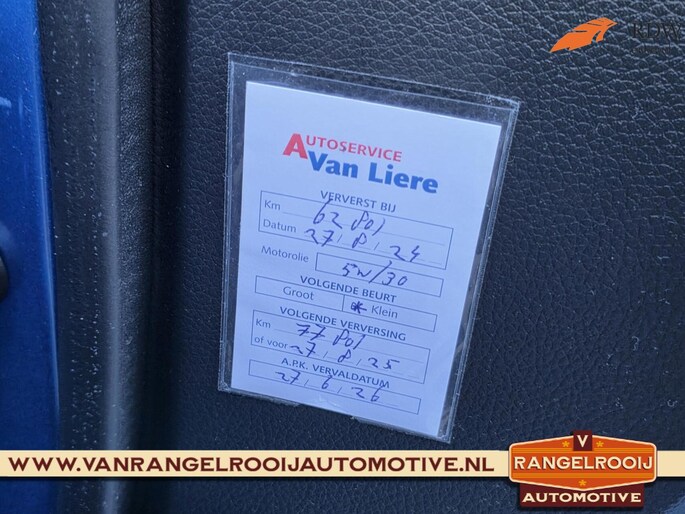 RDW
AUTOSERVICE
Van Liere
VERVERST BIJ
Km 62 801
Datum 27 / 8 / 24
Motorolie 5W/30
VOLGENDE BEURT
Groot * Klein
VOLGENDE VERVERSING
Km 77 801
of voor 27 / 8 / 25
A.P.K. VERVALDATUM
27 / 6 / 26
WWW.VANRANGELROOIJAUTOMOTIVE.NL
V
RANGELROOIJ
AUTOMOTIVE